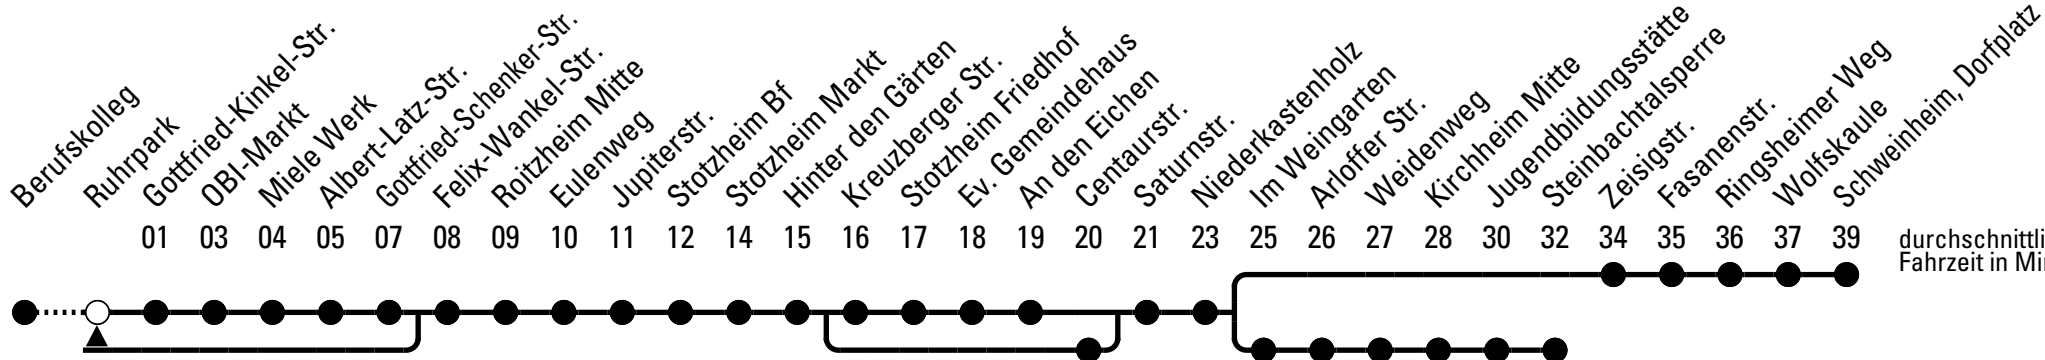 Berufskolleg
Ruhrpark
Gottfried-Kinkel-Str.
OBI-Markt
Miele Werk
Albert-Latz-Str.
Gottfried-Schenker-Str.
Felix-Wankel-Str.
Roitzheim Mitte
Eulenweg
Jupiterstr.
Stotzheim Bf
Stotzheim Markt
Hinter den Gärten
Kreuzberger Str.
Stotzheim Friedhof
Ev. Gemeindehaus
An den Eichen
Centaurstr.
Saturnstr.
Niederkastenholz
Im Weingarten
Arloffer Str.
Weidenweg
Kirchheim Mitte
Jugendbildungsstätte
Steinbachtalsperre
Zeisigstr.
Fasanenstr.
Ringsheimer Weg
Wolfskaule
Schweinheim, Dorfplatz
01 03 04 05 07 08 09 10 11 12 14 15 16 17 18 19 20 21 23 25 26 27 28 30 32 34 35 36 37 39
durchschnittli
Fahrzeit in Mi